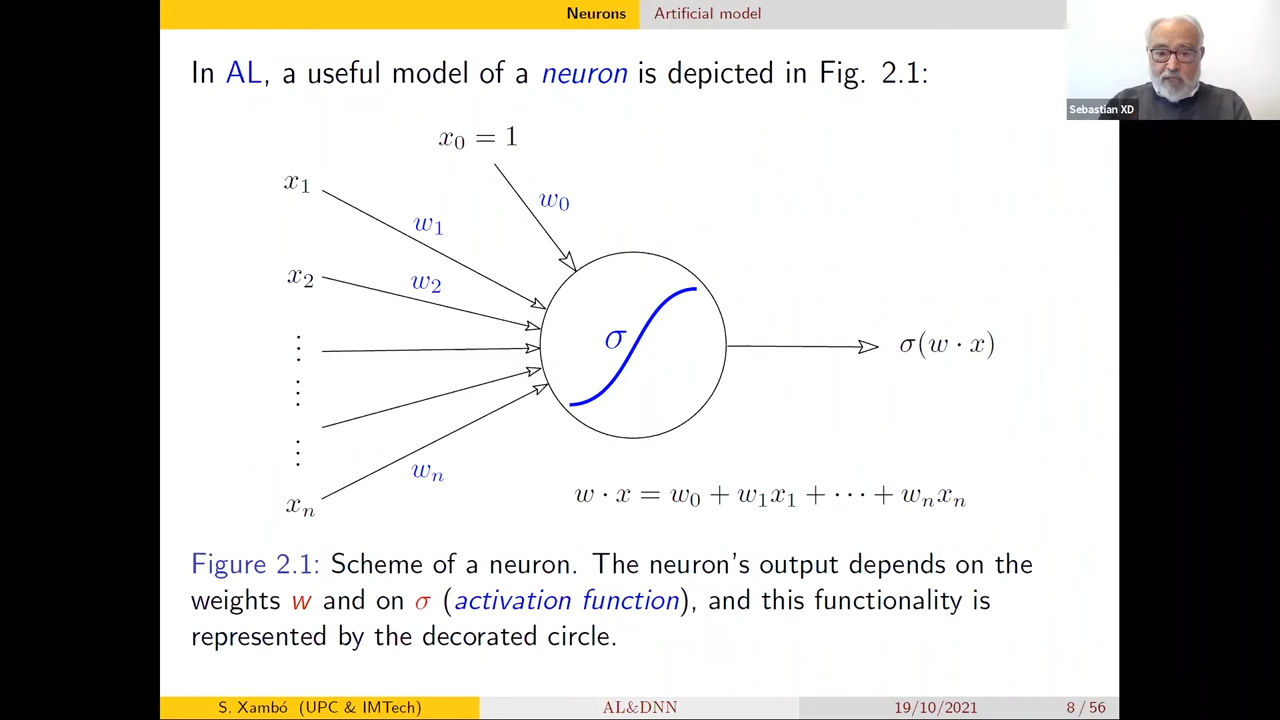 Neurons Artificial model
Sebastian XD
In AL, a useful model of a neuron is depicted in Fig. 2.1:
x₀ = 1
x₁
w₀
w₁
x₂
w₂
σ
σ(w · x)
wₙ
xₙ
w · x = w₀ + w₁x₁ + ··· + wₙxₙ
Figure 2.1: Scheme of a neuron. The neuron's output depends on the
weights w and on σ (activation function), and this functionality is
represented by the decorated circle.
S. Xambó (UPC & IMTech) AL&DNN 19/10/2021 8 / 56